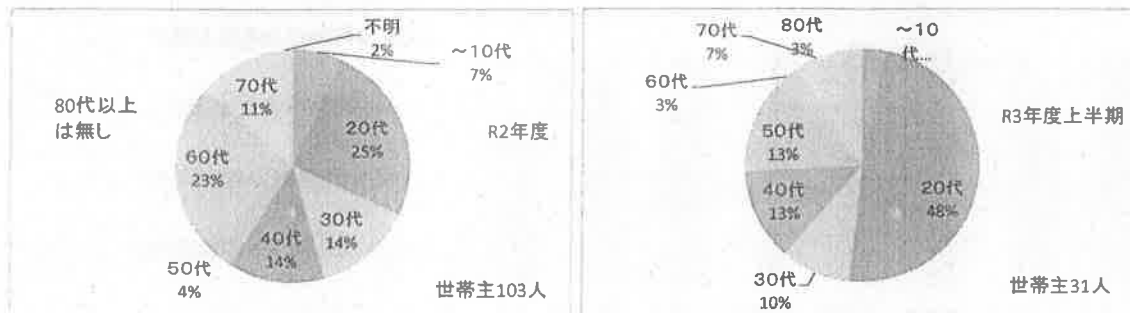 不明
2%
～10代
7%
70代
11%
80代以上
は無し
R2年度
20代
25%
60代
23%
30代
14%
40代
14%
50代
4%
世帯主103人
70代
7%
80代
3%
～10
代…
60代
3%
R3年度上半期
50代
13%
40代
13%
20代
48%
30代
10%
世帯主31人